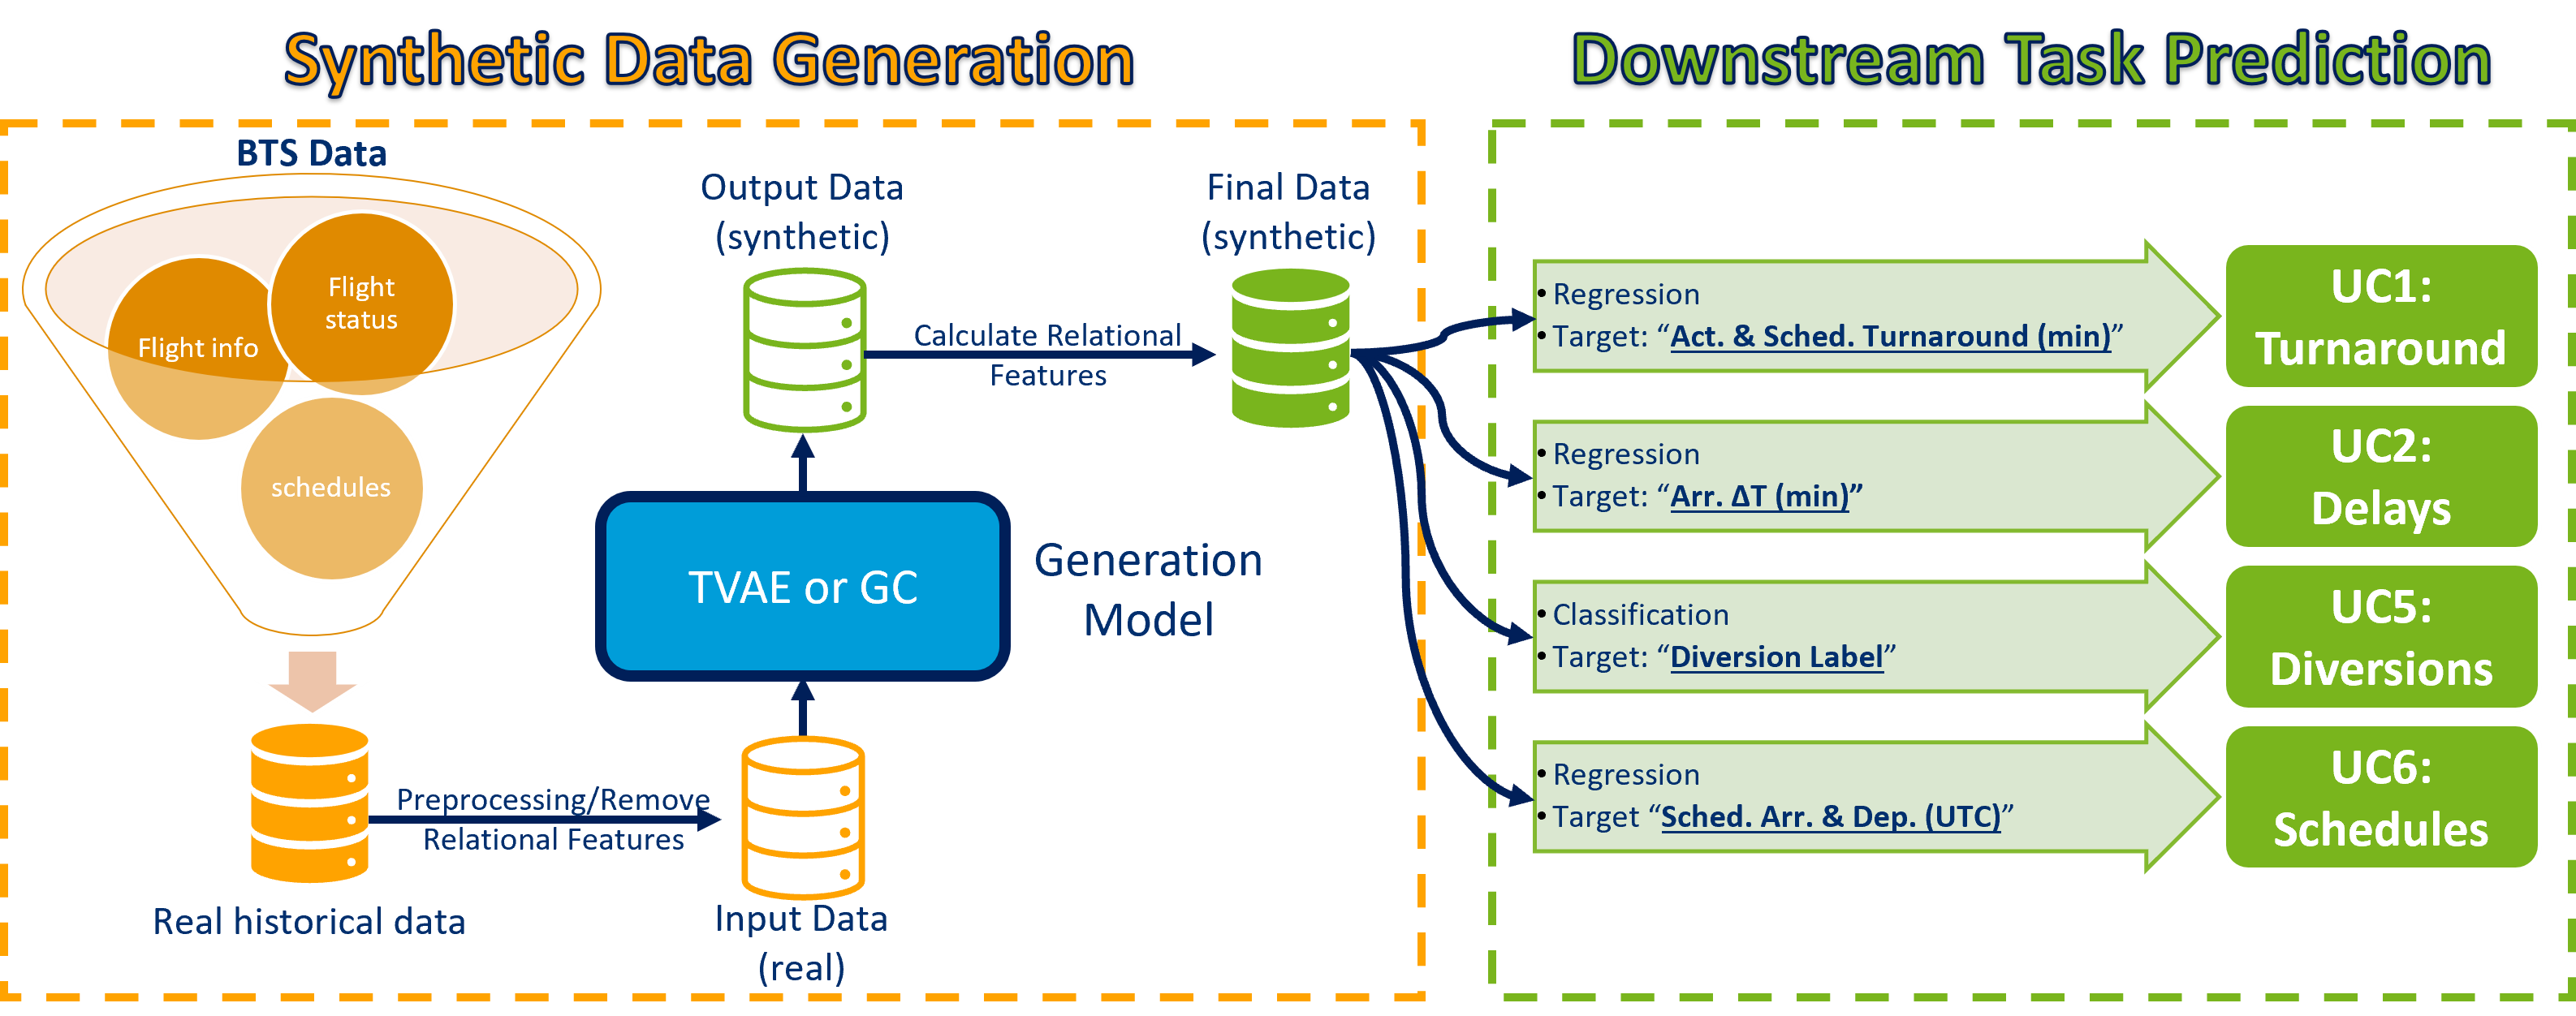 Synthetic Data Generation
Downstream Task Prediction
BTS Data
Flight
status
Flight info
schedules
Real historical data
Preprocessing/Remove
Relational Features
Input Data
(real)
TVAE or GC
Generation
Model
Output Data
(synthetic)
Calculate Relational
Features
Final Data
(synthetic)
• Regression
• Target: “Act. & Sched. Turnaround (min)”
UC1:
Turnaround
• Regression
• Target: “Arr. ΔT (min)”
UC2:
Delays
• Classification
• Target: “Diversion Label”
UC5:
Diversions
• Regression
• Target “Sched. Arr. & Dep. (UTC)”
UC6:
Schedules